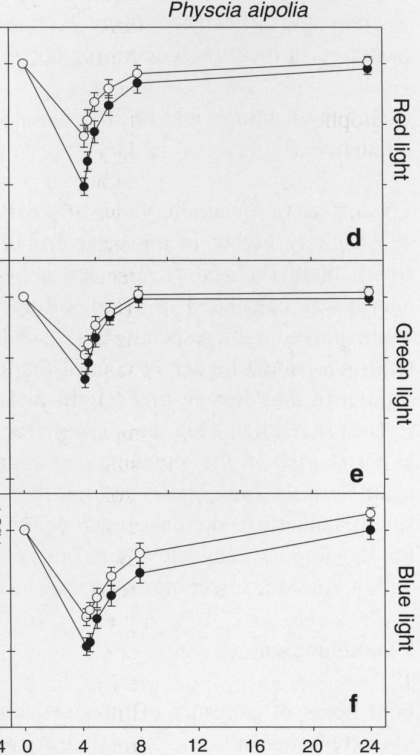 Physcia aipolia
Red light
d
Green light
e
Blue light
f
4 0 4 8 12 16 20 24